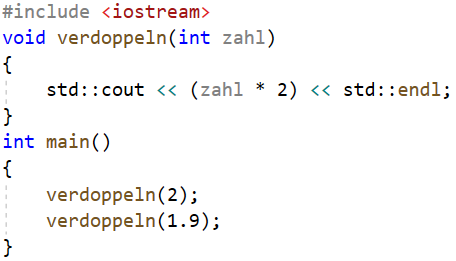 #include <iostream>
void verdoppeln(int zahl)
{
    std::cout << (zahl * 2) << std::endl;
}
int main()
{
    verdoppeln(2);
    verdoppeln(1.9);
}